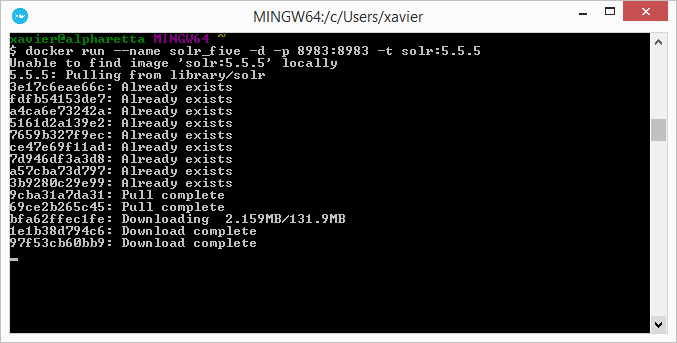 MINGW64:/c/Users/xavier
xavier@alpharetta MINGW64 ~
$ docker run --name solr_five -d -p 8983:8983 -t solr:5.5.5
Unable to find image 'solr:5.5.5' locally
5.5.5: Pulling from library/solr
3e17c6eae66c: Already exists
fdfb54153de7: Already exists
a4ca6e73242a: Already exists
5161d2a139e2: Already exists
7659b327f9ec: Already exists
ce47e69f11ad: Already exists
7d946df3a3d8: Already exists
a57cba73d797: Already exists
3b9280c29e99: Already exists
9cba31a7da31: Pull complete
69ce2b265c45: Pull complete
bfa62ffec1fe: Downloading  2.159MB/131.9MB
1e1b38d794c6: Download complete
97f53cb60bb9: Download complete